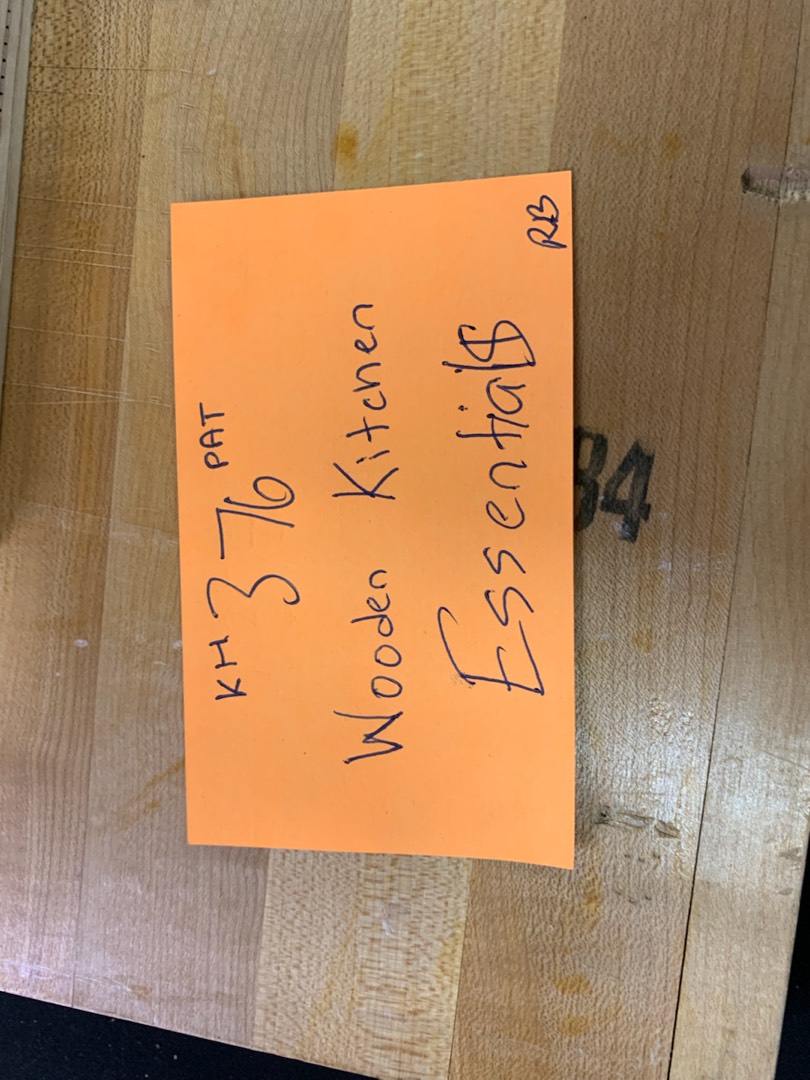 KH 376 PAT
Wooden Kitchen
Essentials
RB
84